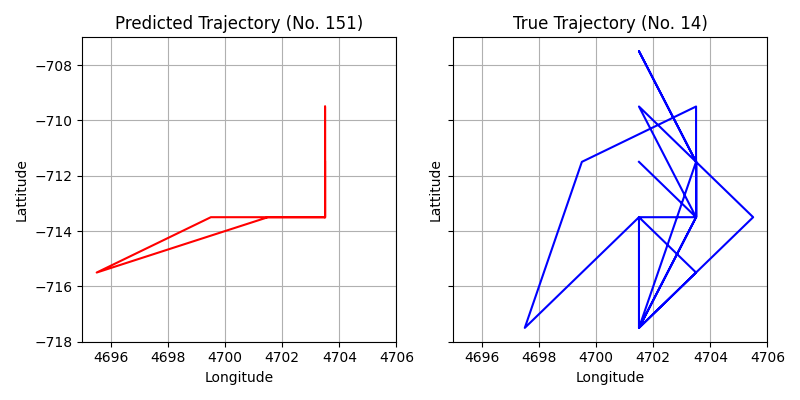 Predicted Trajectory (No. 151)
True Trajectory (No. 14)
−708
−710
−712
−714
−716
−718
Lattitude
Lattitude
4696 4698 4700 4702 4704 4706
4696 4698 4700 4702 4704 4706
Longitude
Longitude